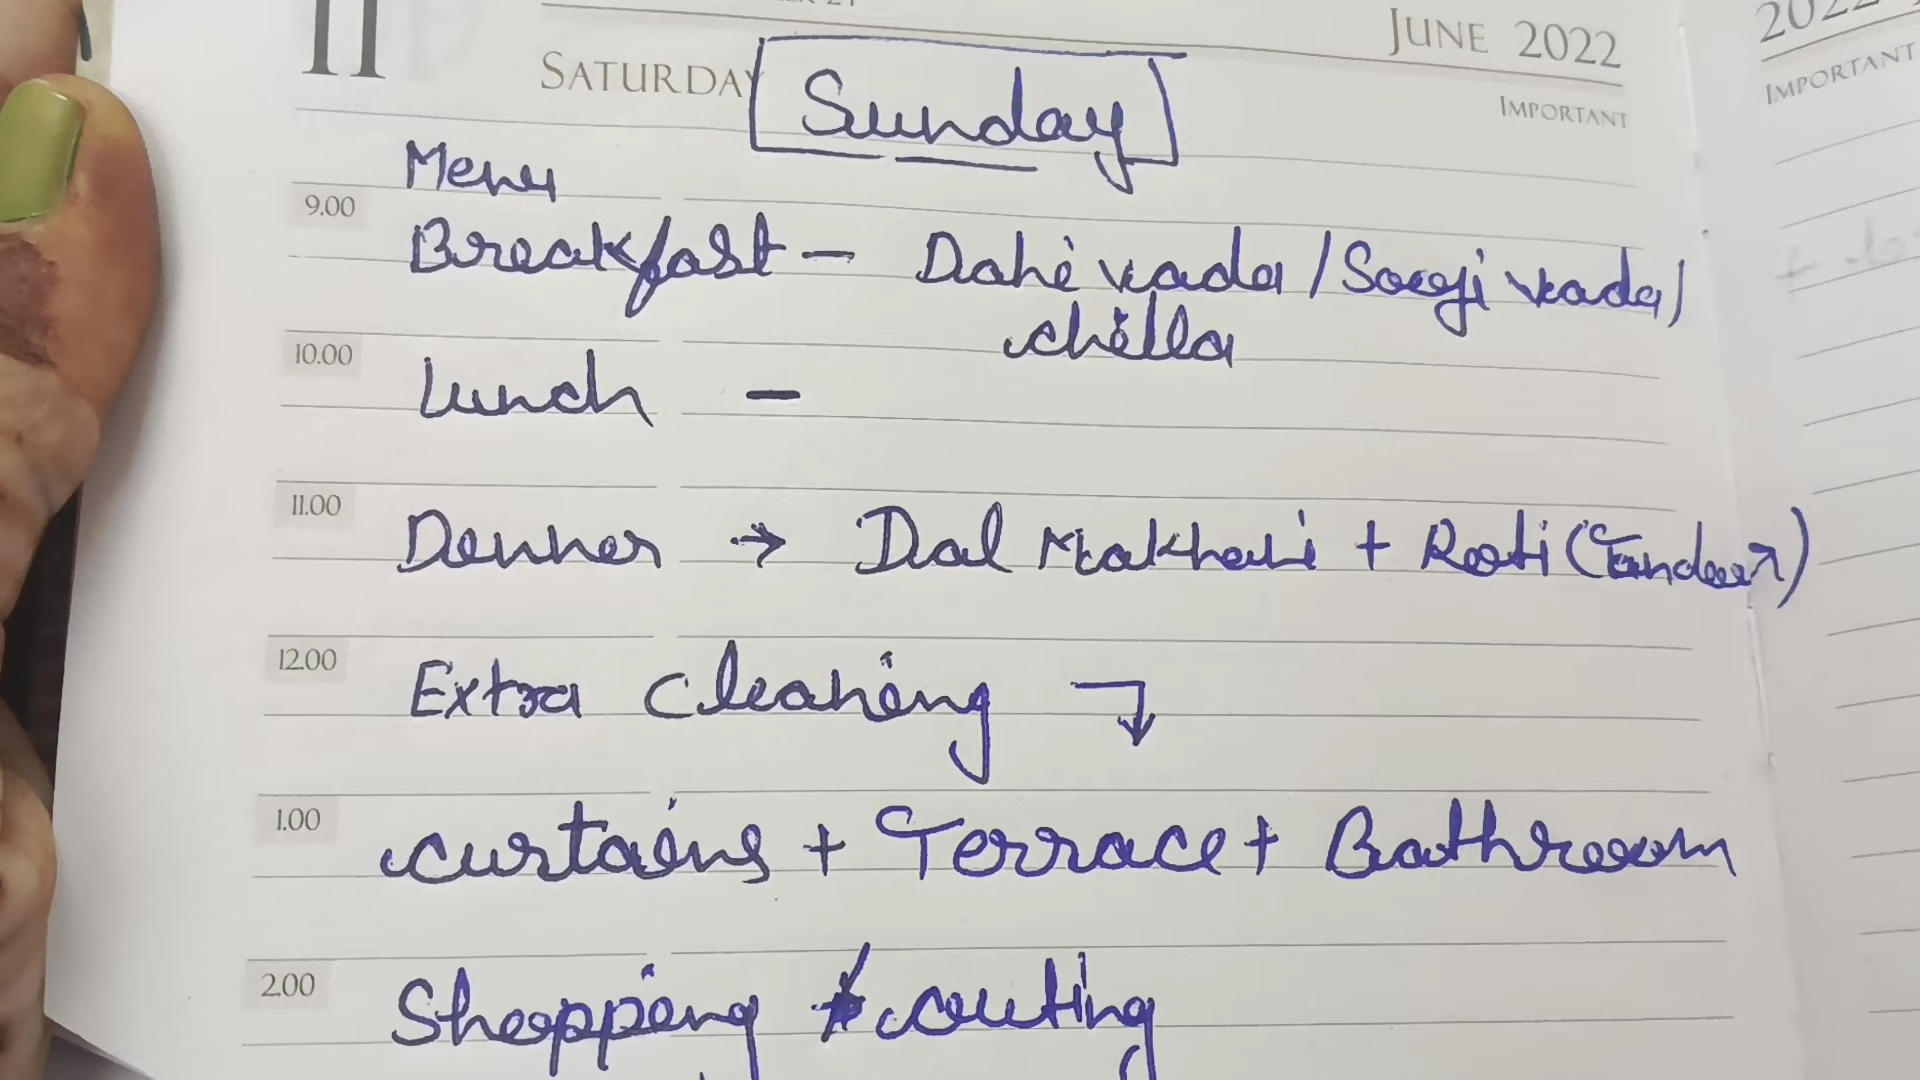 11
JUNE 2022
2022
SATURDAY
Sunday
IMPORTANT
IMPORTANT
Menu
9.00
Breakfast - Dahi vada / Sooji vada /
chilla
10.00
Lunch -
11.00
Dinner → Dal Makhani + Roti (Tandoor)
12.00
Extra Cleaning
1.00
curtains + Terrace + Bathroom
2.00
Shopping + outing